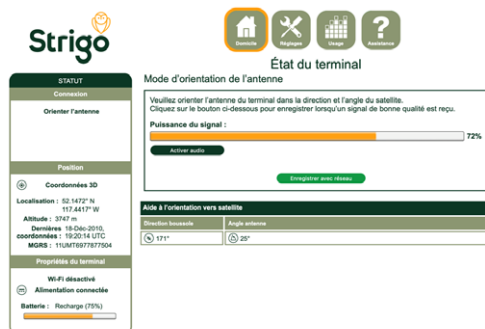 Strigo
Domicile
Réglages
Usage
Assistance
État du terminal
STATUT
Connexion
Orienter l'antenne
Position
Coordonnées 3D
Localisation : 52.1472° N
117.4417° W
Altitude : 3747 m
Dernières 18-Déc-2010,
coordonnées : 19:20:14 UTC
MGRS : 11UMT6977877504
Propriétés du terminal
Wi-Fi désactivé
Alimentation connectée
Batterie : Recharge (75%)
Mode d'orientation de l'antenne
Veuillez orienter l'antenne du terminal dans la direction et l'angle du satellite.
Cliquez sur le bouton ci-dessous pour enregistrer lorsqu'un signal de bonne qualité est reçu.
Puissance du signal :
72%
Activer audio
Enregistrer avec réseau
Aide à l'orientation vers satellite
Direction boussole Angle antenne
171° 25°